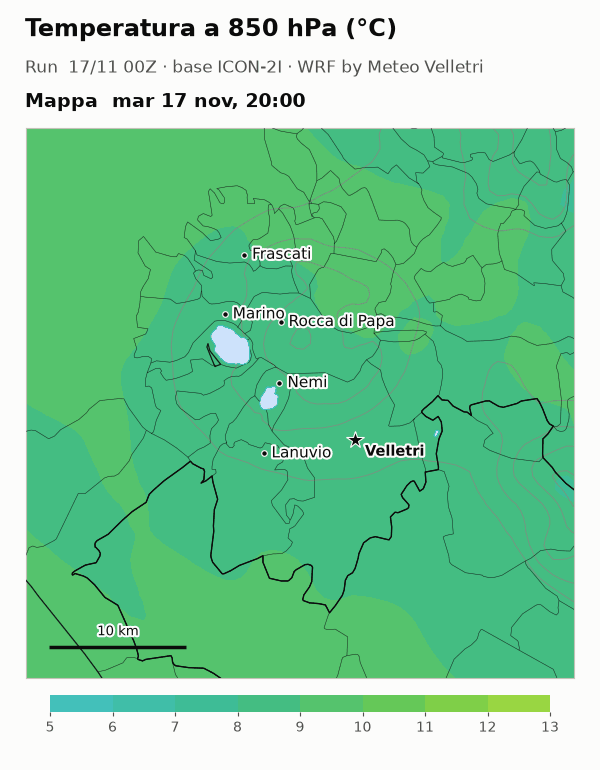 Temperatura a 850 hPa (°C)
Run  17/11 00Z · base ICON-2I · WRF by Meteo Velletri
Mappa  mar 17 nov, 20:00
Frascati
Marino
Rocca di Papa
Nemi
Velletri
Lanuvio
10 km
5 6 7 8 9 10 11 12 13